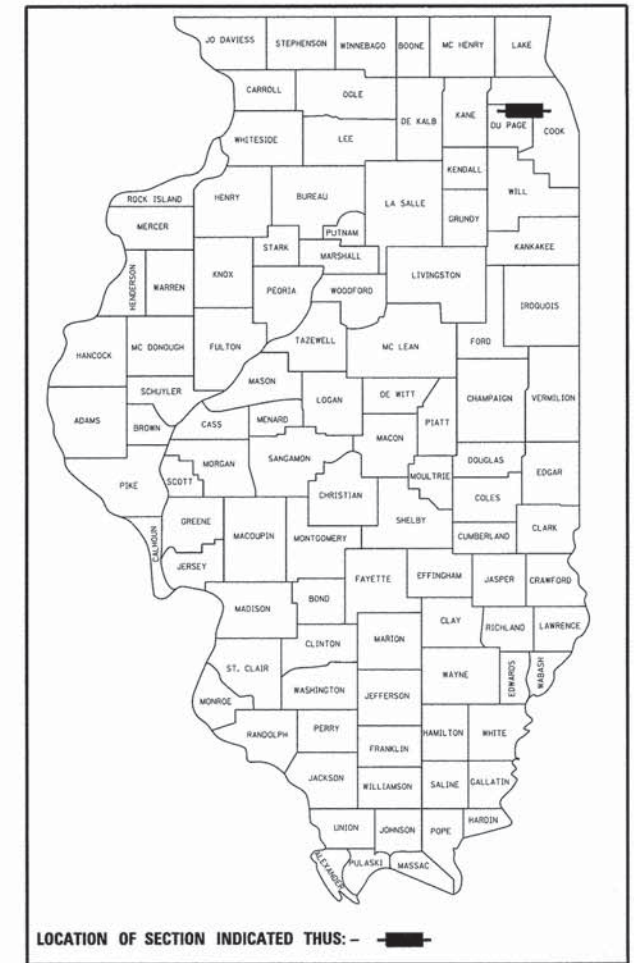 JO DAVIESS STEPHENSON WINNEBAGO BOONE MC HENRY LAKE
CARROLL OGLE DE KALB KANE DU PAGE COOK
WHITESIDE LEE
KENDALL WILL
ROCK ISLAND HENRY BUREAU LA SALLE GRUNDY
MERCER PUTNAM KANKAKEE
STARK MARSHALL
HENDERSON WARREN KNOX PEORIA WOODFORD LIVINGSTON IROQUOIS
HANCOCK MC DONOUGH FULTON TAZEWELL MC LEAN FORD
MASON
SCHUYLER LOGAN DE WITT CHAMPAIGN VERMILION
ADAMS BROWN CASS MENARD PIATT
MACON
PIKE SCOTT MORGAN SANGAMON MOULTRIE DOUGLAS EDGAR
CHRISTIAN COLES
GREENE SHELBY
CALHOUN MACOUPIN MONTGOMERY CUMBERLAND CLARK
JERSEY
FAYETTE EFFINGHAM JASPER CRAWFORD
MADISON BOND
CLAY RICHLAND LAWRENCE
CLINTON MARION
ST. CLAIR WAYNE EDWARDS WABASH
WASHINGTON JEFFERSON
MONROE
RANDOLPH PERRY HAMILTON WHITE
FRANKLIN
JACKSON WILLIAMSON SALINE GALLATIN
UNION JOHNSON POPE HARDIN
ALEXANDER PULASKI MASSAC
LOCATION OF SECTION INDICATED THUS: –